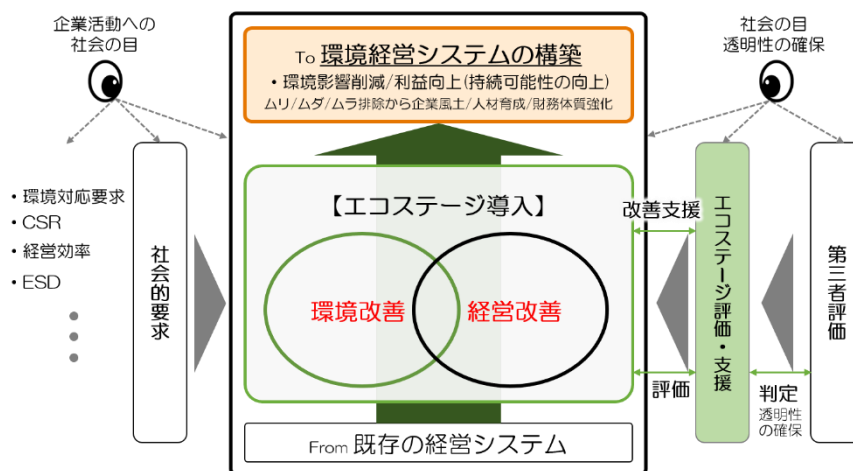 企業活動への
社会の目
・環境対応要求
・CSR
・経営効率
・ESD
社会的要求
To 環境経営システムの構築
・環境影響削減/利益向上(持続可能性の向上)
ムリ/ムダ/ムラ排除から企業風土/人材育成/財務体質強化
【エコステージ導入】
環境改善
経営改善
From 既存の経営システム
社会の目
透明性の確保
改善支援
評価
エコステージ評価・支援
判定
透明性
の確保
第三者評価